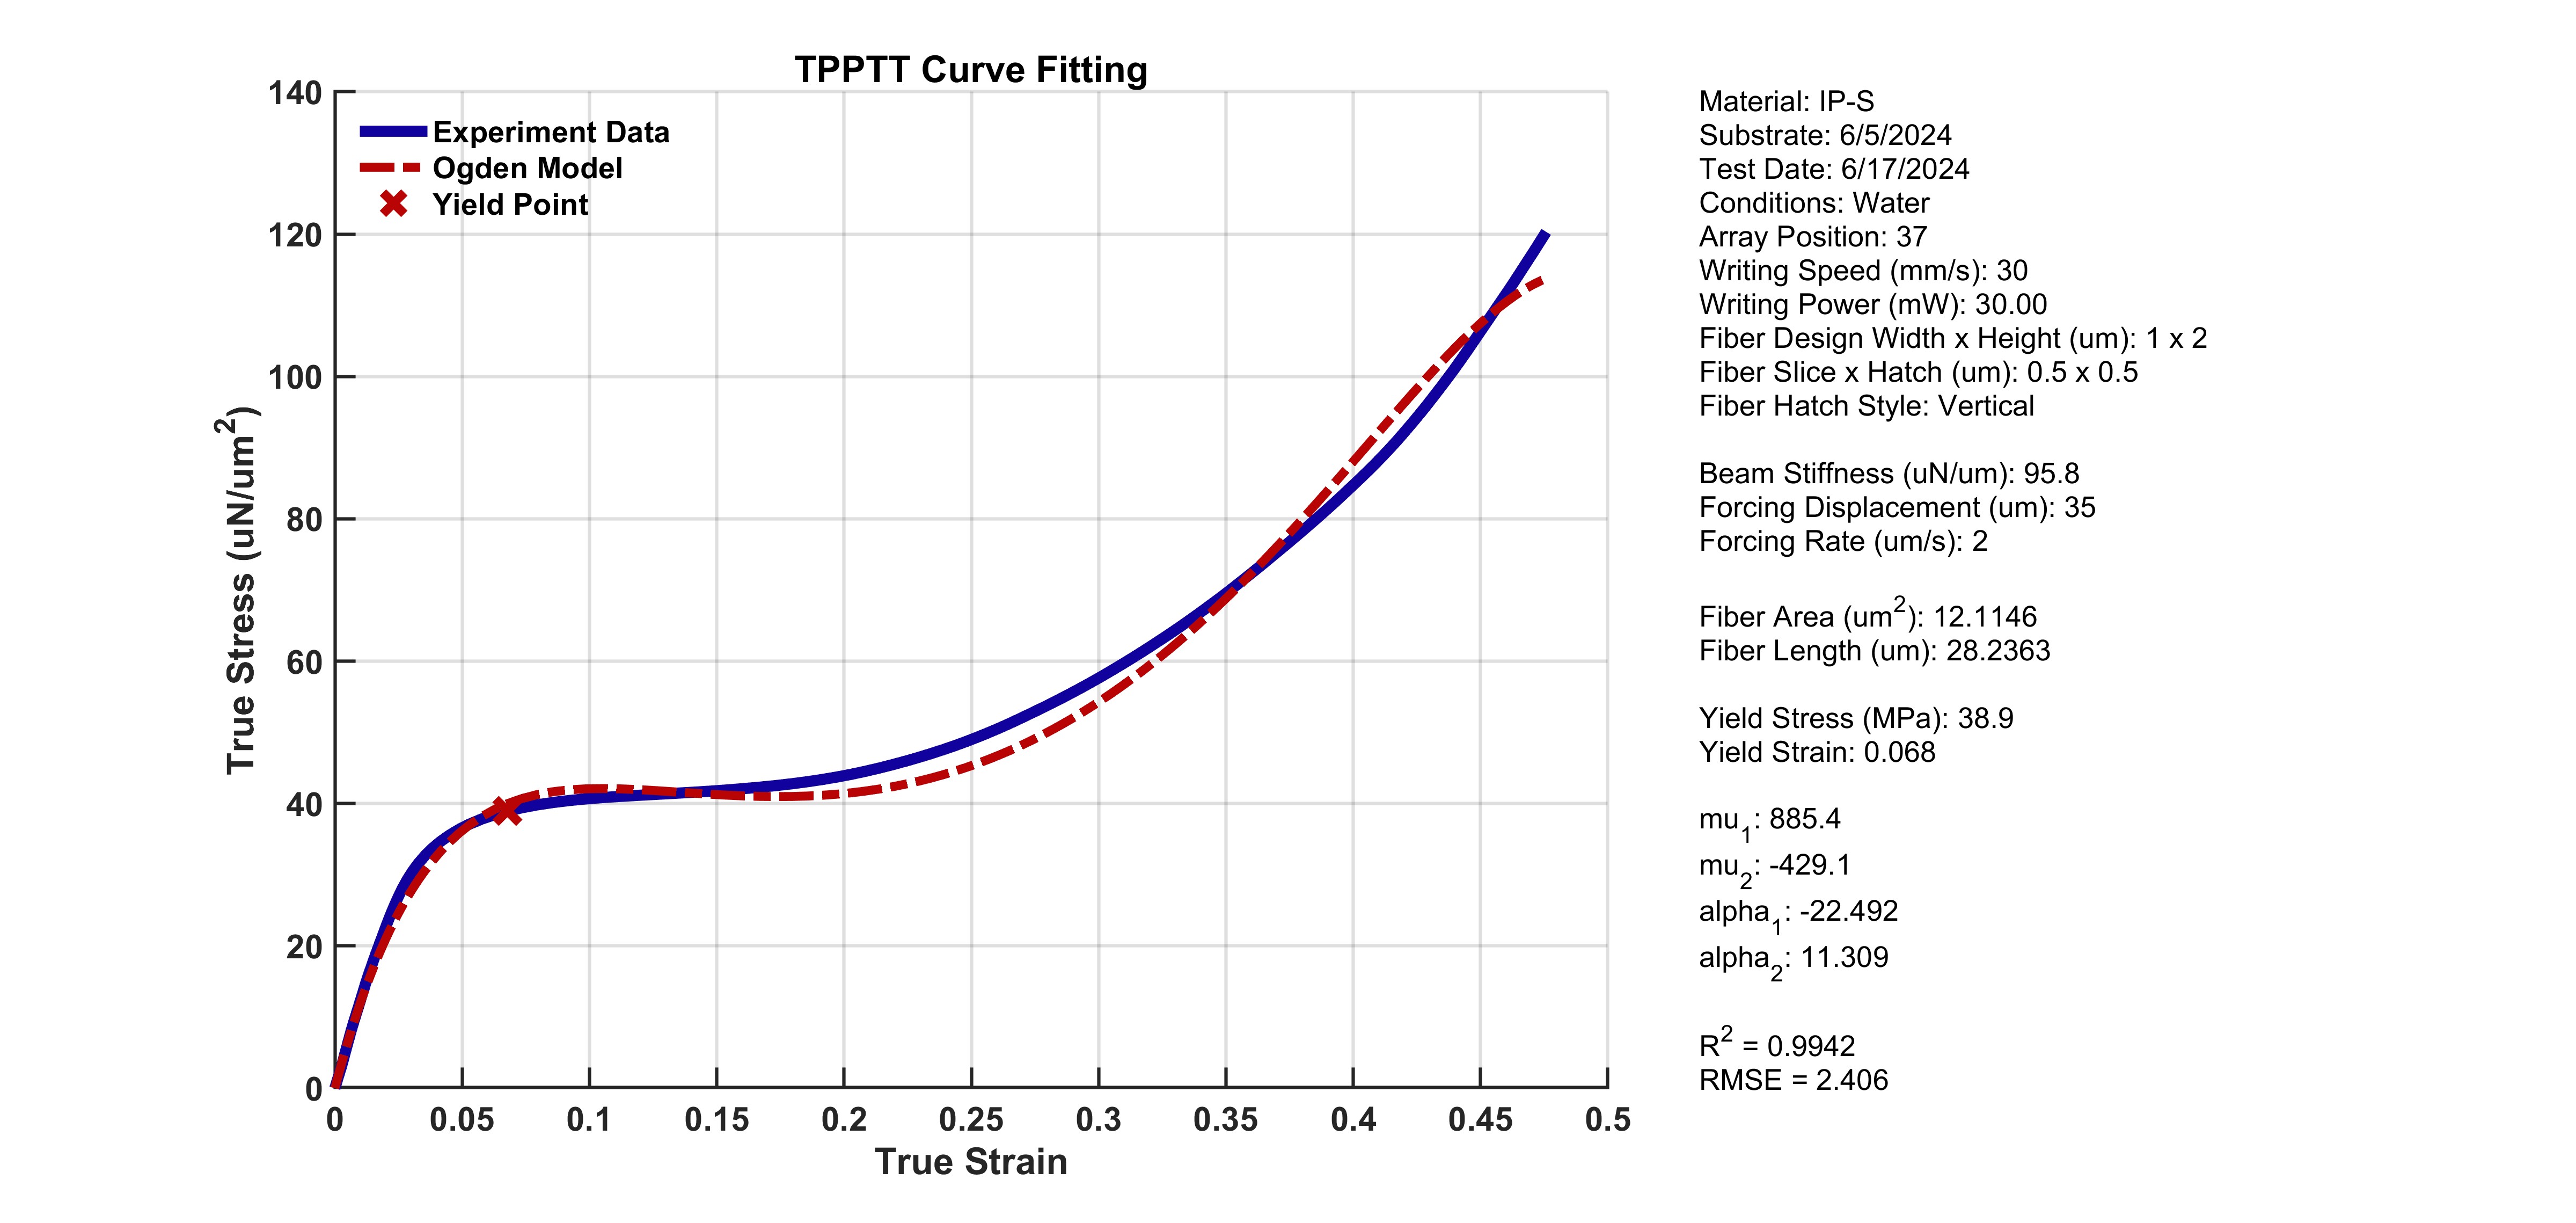 TPPTT Curve Fitting
140
120
100
80
60
40
20
0
True Stress (uN/um²)
Experiment Data
Ogden Model
Yield Point
0 0.05 0.1 0.15 0.2 0.25 0.3 0.35 0.4 0.45 0.5
True Strain
Material: IP-S
Substrate: 6/5/2024
Test Date: 6/17/2024
Conditions: Water
Array Position: 37
Writing Speed (mm/s): 30
Writing Power (mW): 30.00
Fiber Design Width x Height (um): 1 x 2
Fiber Slice x Hatch (um): 0.5 x 0.5
Fiber Hatch Style: Vertical
Beam Stiffness (uN/um): 95.8
Forcing Displacement (um): 35
Forcing Rate (um/s): 2
Fiber Area (um²): 12.1146
Fiber Length (um): 28.2363
Yield Stress (MPa): 38.9
Yield Strain: 0.068
mu₁: 885.4
mu₂: -429.1
alpha₁: -22.492
alpha₂: 11.309
R² = 0.9942
RMSE = 2.406